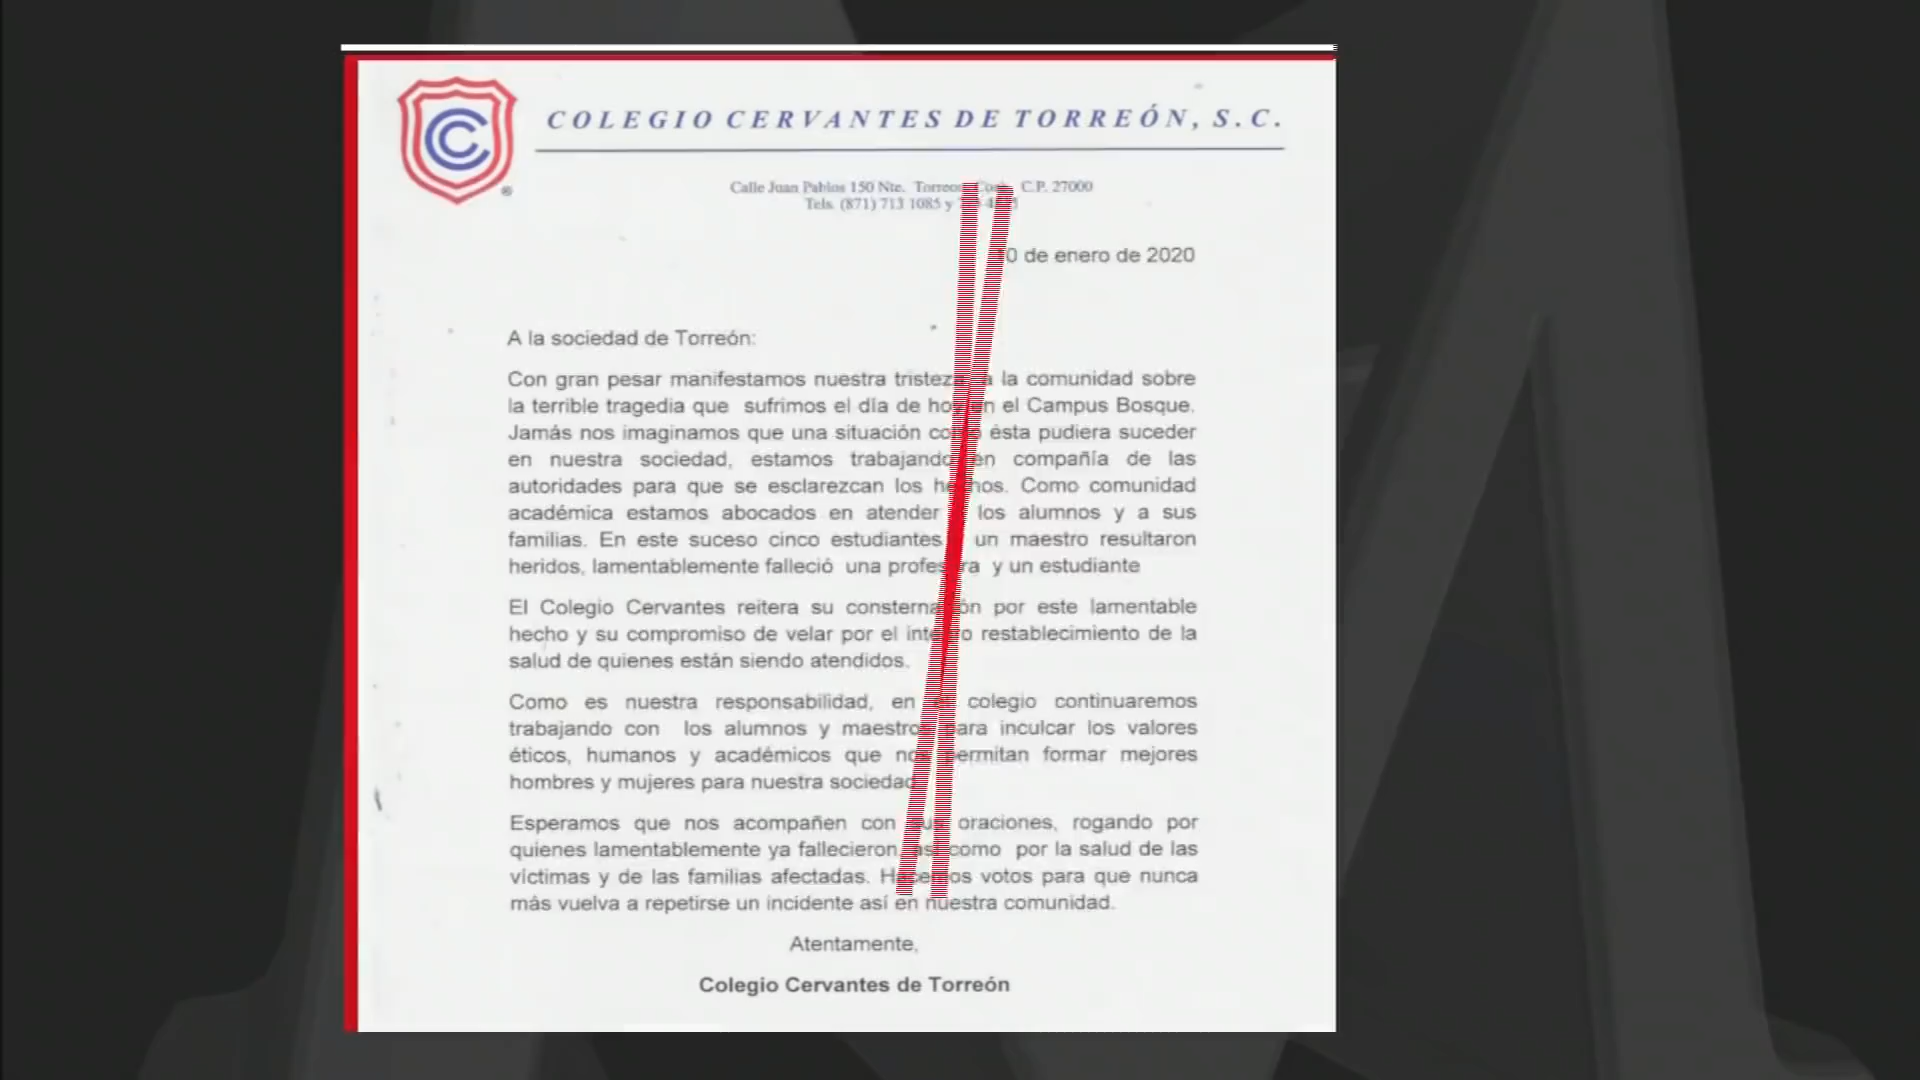 COLEGIO CERVANTES DE TORREÓN, S.C.
Calle Juan Pablos 150 Nte. Torreon, C.P. 27000
Tels. (871) 713 1085 y
10 de enero de 2020
A la sociedad de Torreón:
Con gran pesar manifestamos nuestra tristeza a la comunidad sobre
la terrible tragedia que sufrimos el día de hoy en el Campus Bosque.
Jamás nos imaginamos que una situación como ésta pudiera suceder
en nuestra sociedad, estamos trabajando en compañía de las
autoridades para que se esclarezcan los hechos. Como comunidad
académica estamos abocados en atender a los alumnos y a sus
familias. En este suceso cinco estudiantes y un maestro resultaron
heridos, lamentablemente falleció una profesora y un estudiante
El Colegio Cervantes reitera su consternación por este lamentable
hecho y su compromiso de velar por el integro restablecimiento de la
salud de quienes están siendo atendidos.
Como es nuestra responsabilidad, en el colegio continuaremos
trabajando con los alumnos y maestros para inculcar los valores
éticos, humanos y académicos que nos permitan formar mejores
hombres y mujeres para nuestra sociedad
Esperamos que nos acompañen con sus oraciones, rogando por
quienes lamentablemente ya fallecieron, así como por la salud de las
víctimas y de las familias afectadas. Hacemos votos para que nunca
más vuelva a repetirse un incidente así en nuestra comunidad.
Atentamente,
Colegio Cervantes de Torreón